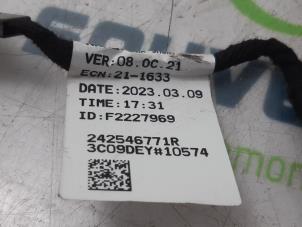 VER:08.0C.21
ECN:21-1633
DATE:2023.03.09
TIME:17:31
ID:F2227969
242546771R
3C09DEY#10574